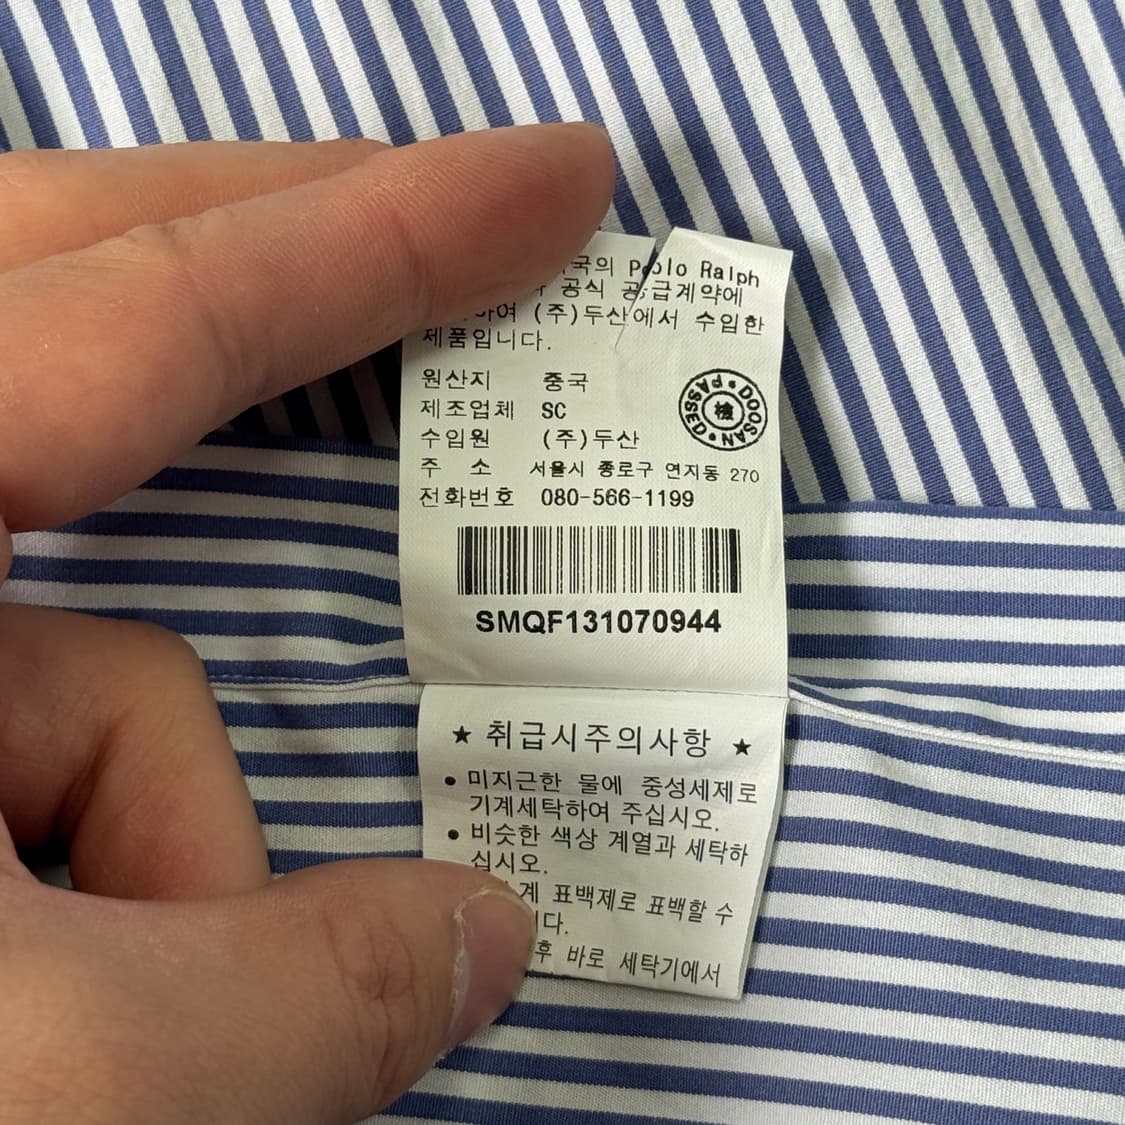 국의 Polo Ralph
공식 공급계약에
하여 (주)두산에서 수입한
제품입니다.
원산지 중국
제조업체 SC
수입원 (주)두산
주 소 서울시 종로구 연지동 270
전화번호 080-566-1199
DOOSAN • PASSED •
檢
SMQF131070944
★ 취급시주의사항 ★
• 미지근한 물에 중성세제로
기계세탁하여 주십시오.
• 비슷한 색상 계열과 세탁하
십시오.
계 표백제로 표백할 수
다.
후 바로 세탁기에서